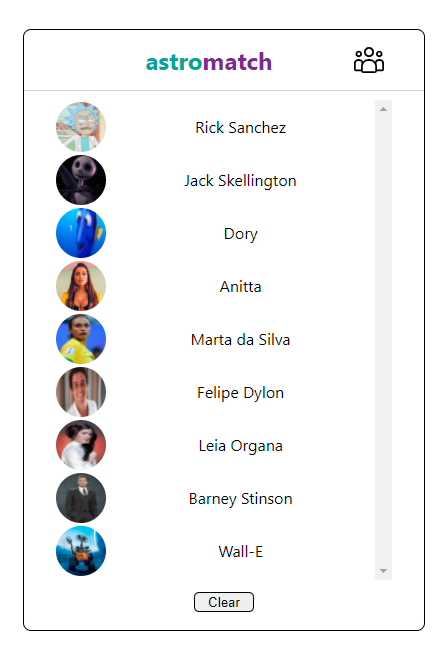 astromatch
Rick Sanchez
Jack Skellington
Dory
Anitta
Marta da Silva
Felipe Dylon
Leia Organa
Barney Stinson
Wall-E
Clear